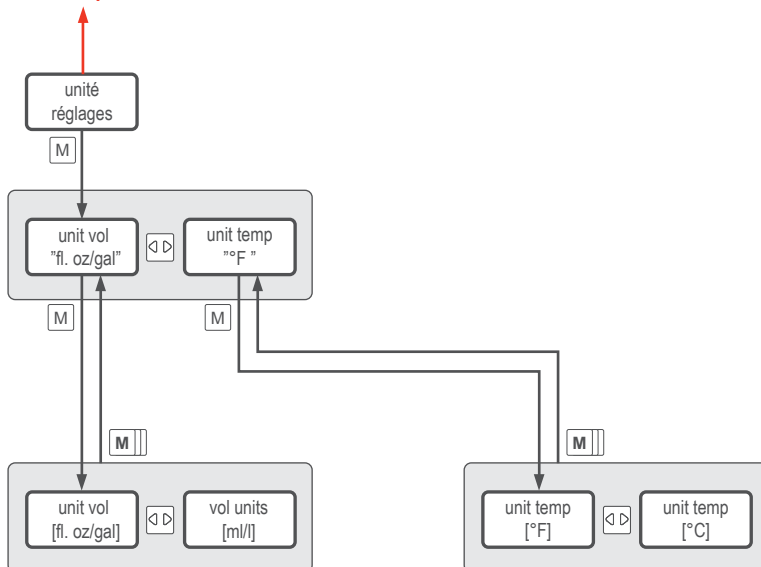 unité
réglages
M
unit vol
"fl. oz/gal"
unit temp
"°F "
M
M
M
M
unit vol
[fl. oz/gal]
vol units
[ml/l]
unit temp
[°F]
unit temp
[°C]